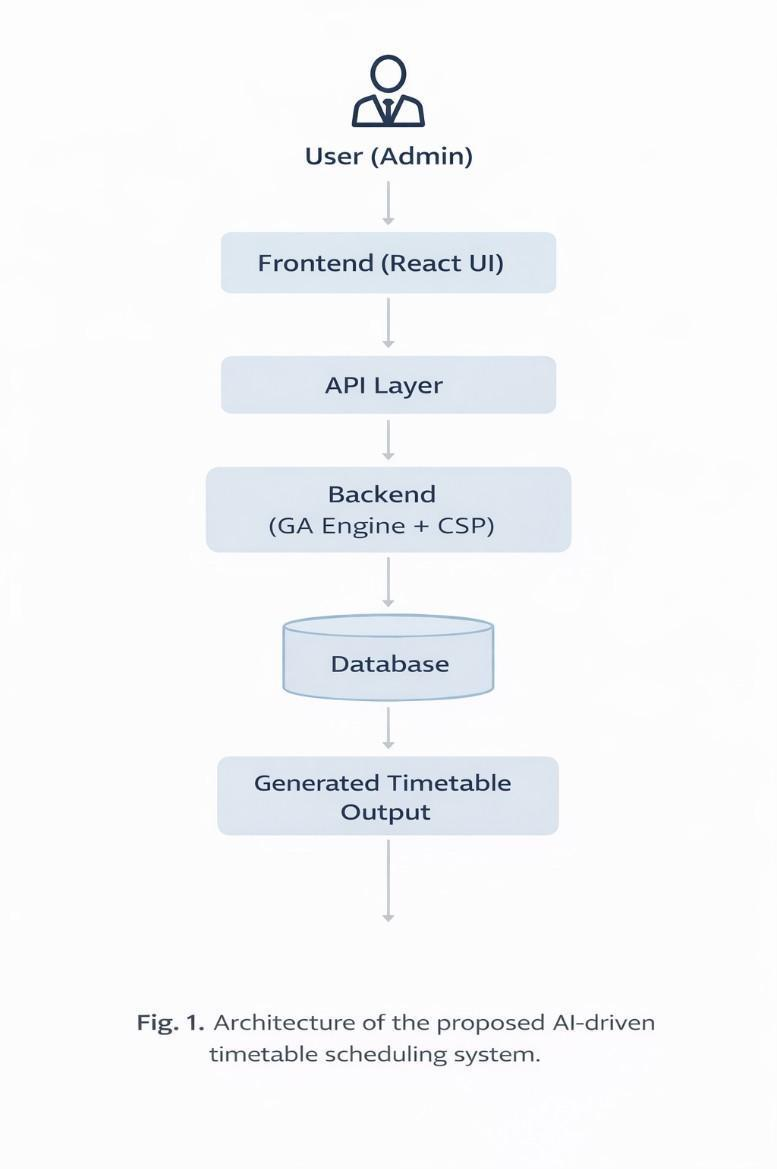 User (Admin)
Frontend (React UI)
API Layer
Backend
(GA Engine + CSP)
Database
Generated Timetable
Output
Fig. 1. Architecture of the proposed AI-driven
timetable scheduling system.